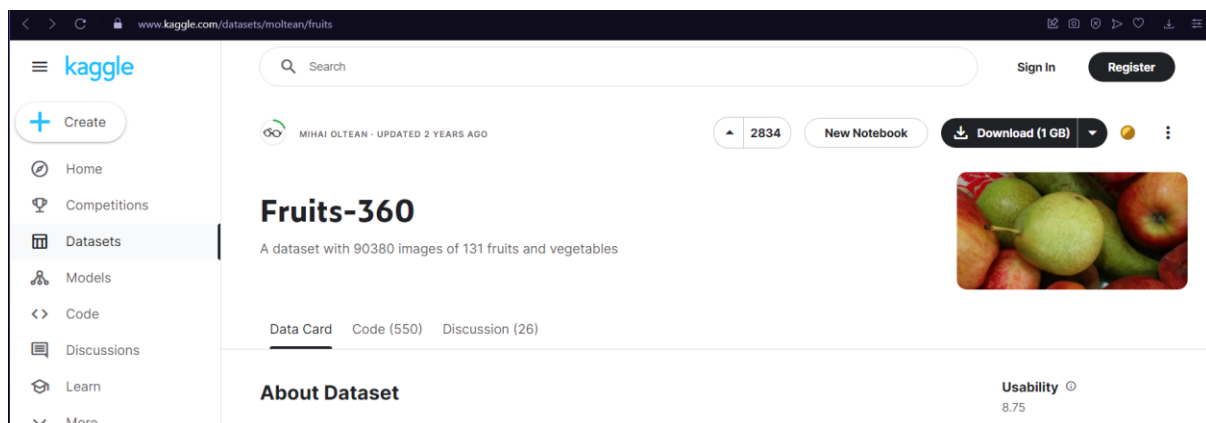 www.kaggle.com/datasets/moltean/fruits
kaggle
Search
Sign In
Register
Create
MIHAI OLTEAN · UPDATED 2 YEARS AGO
2834
New Notebook
Download (1 GB)
Home
Competitions
Datasets
Models
Code
Discussions
Learn
More
Fruits-360
A dataset with 90380 images of 131 fruits and vegetables
Data Card
Code (550)
Discussion (26)
About Dataset
Usability
8.75